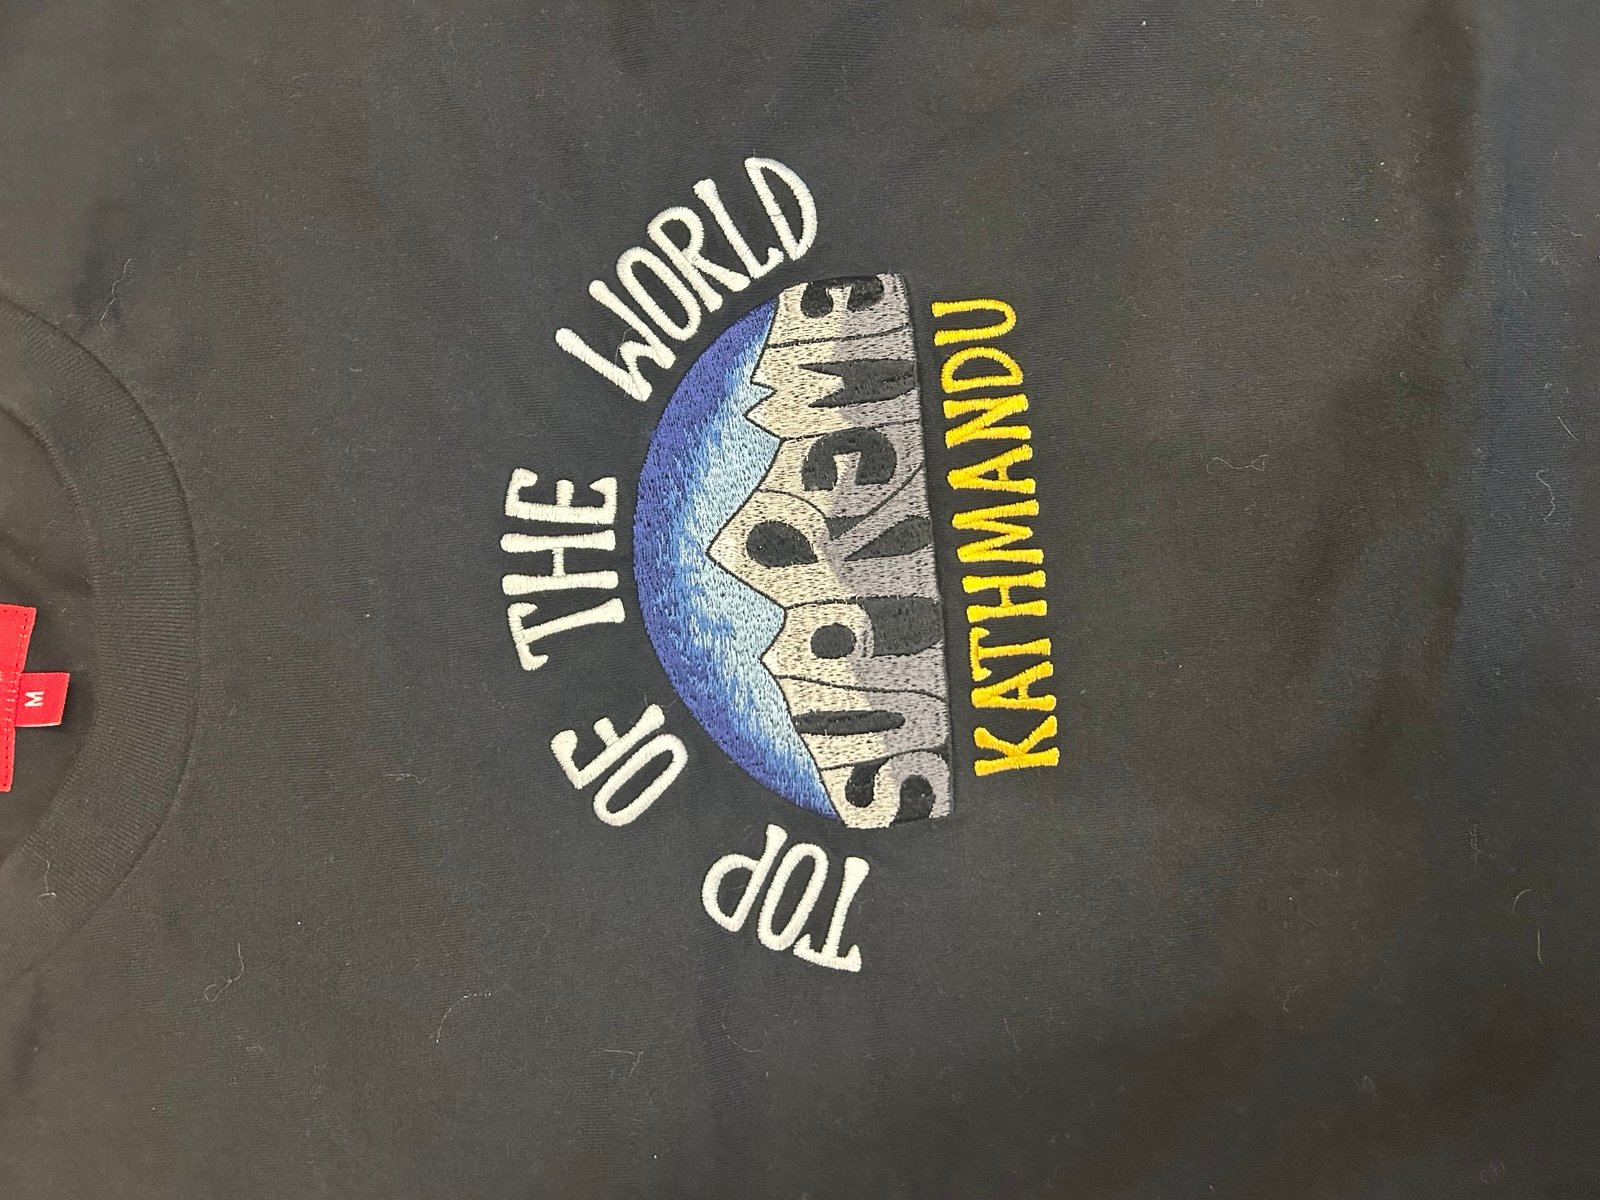 TOP OF THE WORLD
SUPREME
KATHMANDU
M